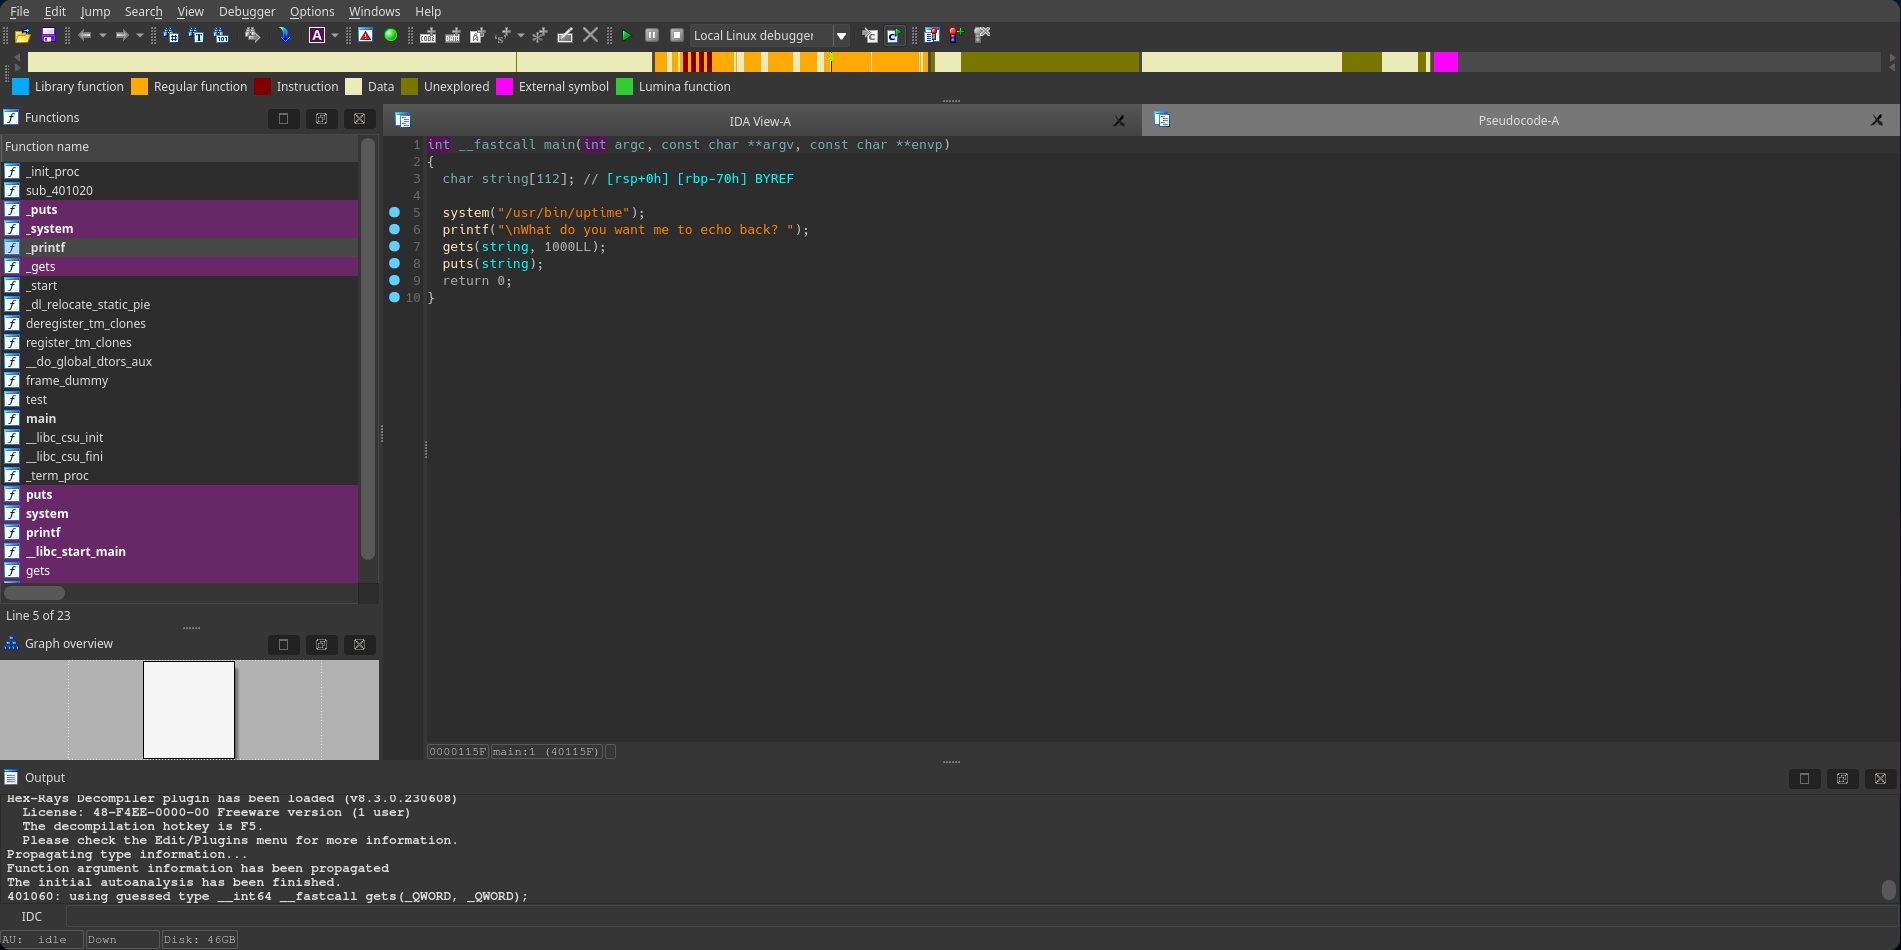 File Edit Jump Search View Debugger Options Windows Help
A Local Linux debugger
Library function Regular function Instruction Data Unexplored External symbol Lumina function
Functions
Function name
f _init_proc
f sub_401020
f _puts
f _system
f _printf
f _gets
f _start
f _dl_relocate_static_pie
f deregister_tm_clones
f register_tm_clones
f __do_global_dtors_aux
f frame_dummy
f test
f main
f __libc_csu_init
f __libc_csu_fini
f _term_proc
f puts
f system
f printf
f __libc_start_main
f gets
Line 5 of 23
Graph overview
IDA View-A
Pseudocode-A
1 int __fastcall main(int argc, const char **argv, const char **envp)
2 {
3 char string[112]; // [rsp+0h] [rbp-70h] BYREF
4
5 system("/usr/bin/uptime");
6 printf("\nWhat do you want me to echo back? ");
7 gets(string, 1000LL);
8 puts(string);
9 return 0;
10 }
0000115F main:1 (40115F)
Output
Hex-Rays Decompiler plugin has been loaded (v8.3.0.230608)
License: 48-F4EE-0000-00 Freeware version (1 user)
The decompilation hotkey is F5.
Please check the Edit/Plugins menu for more information.
Propagating type information...
Function argument information has been propagated
The initial autoanalysis has been finished.
401060: using guessed type __int64 __fastcall gets(_QWORD, _QWORD);
IDC
AU: idle Down Disk: 46GB